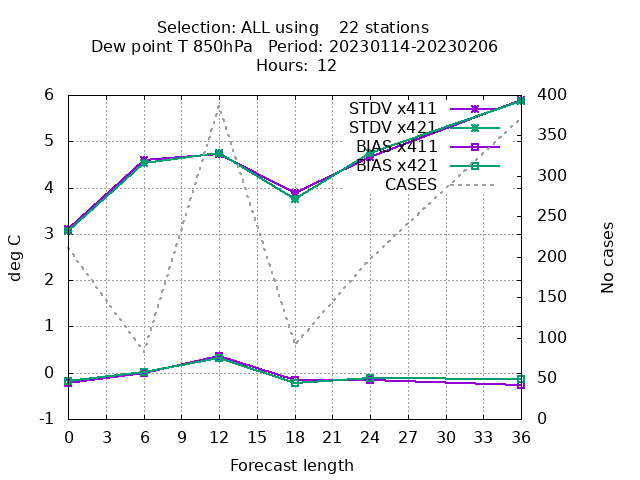 Selection: ALL using    22 stations
Dew point T 850hPa   Period: 20230114-20230206
Hours: 12
STDV x411
STDV x421
BIAS x411
BIAS x421
CASES
6
5
4
3
2
1
0
-1
deg C
400
350
300
250
200
150
100
50
0
No cases
0 3 6 9 12 15 18 21 24 27 30 33 36
Forecast length